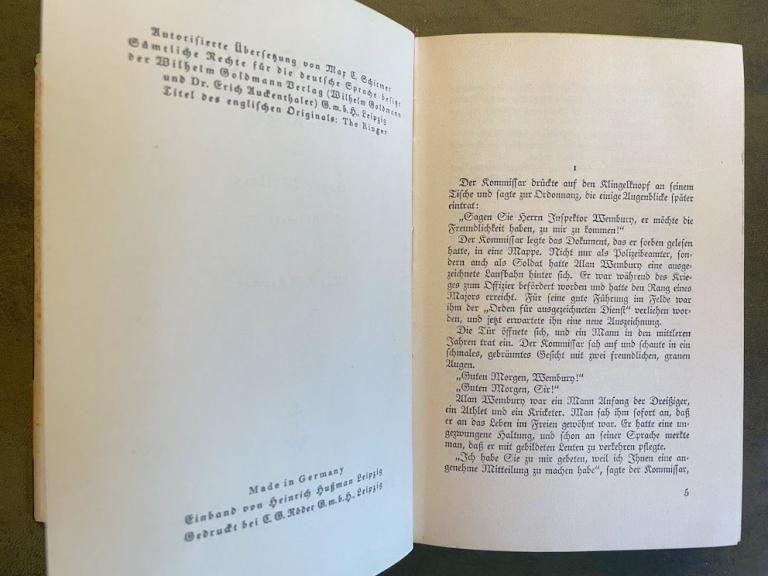 Autorisierte Übersetzung von Max C. Schirmer
Sämtliche Rechte für die deutsche Sprache besitzt
der Wilhelm Goldmann Verlag (Wilhelm Goldmann
und Dr. Erich Auckenthaler) G.m.b.H., Leipzig
Titel des englischen Originals: The Ringer
Made in Germany
Einband von Heinrich Hußman Leipzig
Gedruckt bei C. G. Röder G.m.b.H., Leipzig
1
Der Kommissar drückte auf den Klingelknopf an seinem
Tische und sagte zur Ordonnanz, die einige Augenblicke später
eintrat:
„Sagen Sie Herrn Inspektor Wembury, er möchte die
Freundlichkeit haben, zu mir zu kommen!“
Der Kommissar legte das Dokument, das er soeben gelesen
hatte, in eine Mappe. Nicht nur als Polizeibeamter, son-
dern auch als Soldat hatte Alan Wembury eine ausge-
zeichnete Laufbahn hinter sich. Er war während des Krie-
ges zum Offizier befördert worden und hatte den Rang eines
Majors erreicht. Für seine gute Führung im Felde war
ihm der „Orden für ausgezeichneten Dienst“ verliehen wor-
den, und jetzt erwartete ihn eine neue Auszeichnung.
Die Tür öffnete sich, und ein Mann in den mittleren
Jahren trat ein. Der Kommissar sah auf und schaute in ein
schmales, gebräuntes Gesicht mit zwei freundlichen, grauen
Augen.
„Guten Morgen, Wembury!“
„Guten Morgen, Sir!“
Alan Wembury war ein Mann Anfang der Dreißiger,
ein Athlet und ein Kricketer. Man sah ihm sofort an, daß
er an das Leben im Freien gewöhnt war. Er hatte eine un-
gezwungene Haltung, und schon an seiner Sprache merkte
man, daß er mit gebildeten Leuten zu verkehren pflegte.
„Ich habe Sie zu mir gebeten, weil ich Ihnen eine an-
genehme Mitteilung zu machen habe“, sagte der Kommissar,
5